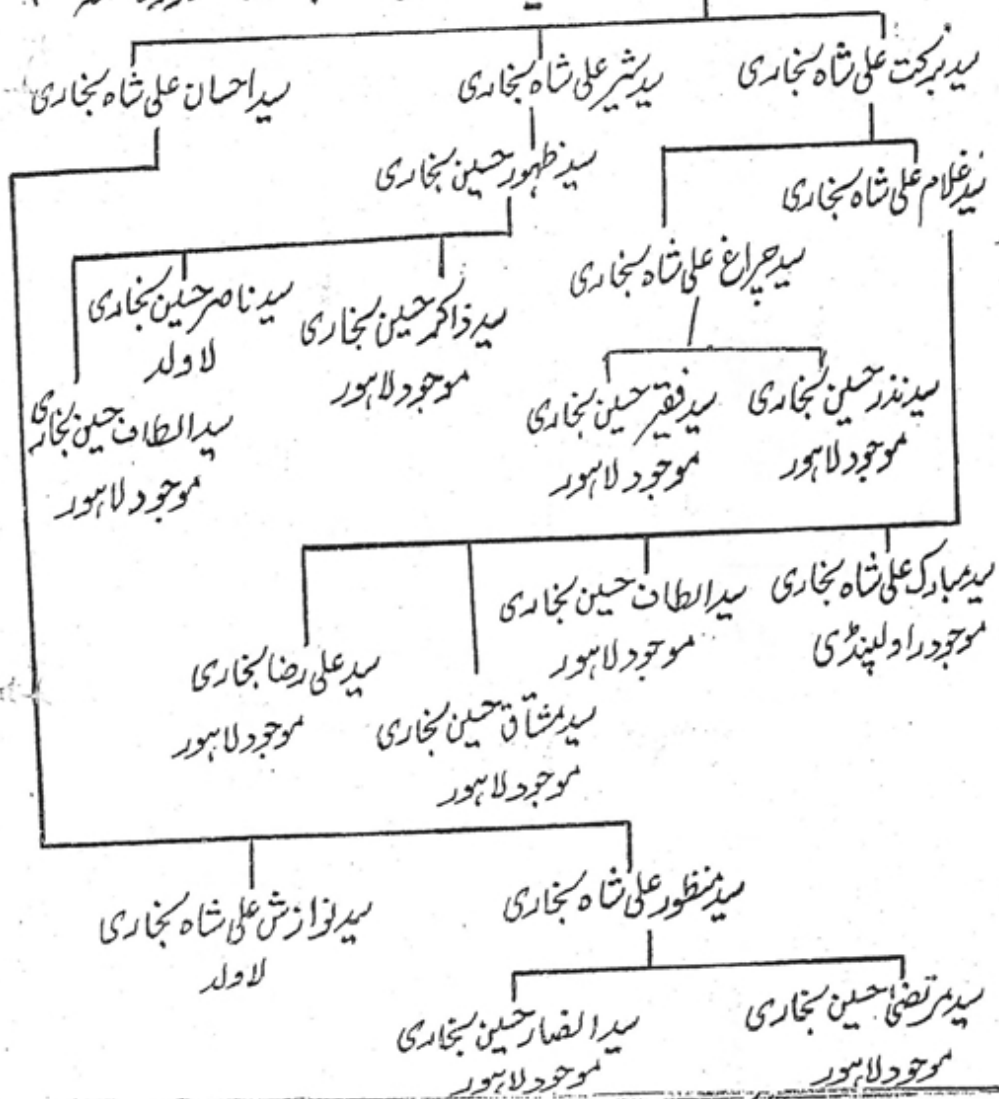 سید برکت علی شاہ بخاری
سید شیر علی شاہ بخاری
سید احسان علی شاہ بخاری
سید ظہور حسین بخاری
سید غلام علی شاہ بخاری
سید چراغ علی شاہ بخاری
سید ذاکر حسین بخاری
موجود لاہور
سید ناصر حسین بخاری
لاولد
سید الطاف حسین بخاری
موجود لاہور
سید نذر حسین بخاری
موجود لاہور
سید فقیر حسین بخاری
موجود لاہور
سید مبارک علی شاہ بخاری
موجود راولپنڈی
سید الطاف حسین بخاری
موجود لاہور
سید مشتاق حسین بخاری
موجود لاہور
سید علی رضا بخاری
موجود لاہور
سید منظور علی شاہ بخاری
سید نوازش علی شاہ بخاری
لاولد
سید مرتضیٰ حسین بخاری
موجود لاہور
سید انصار حسین بخاری
موجود لاہور